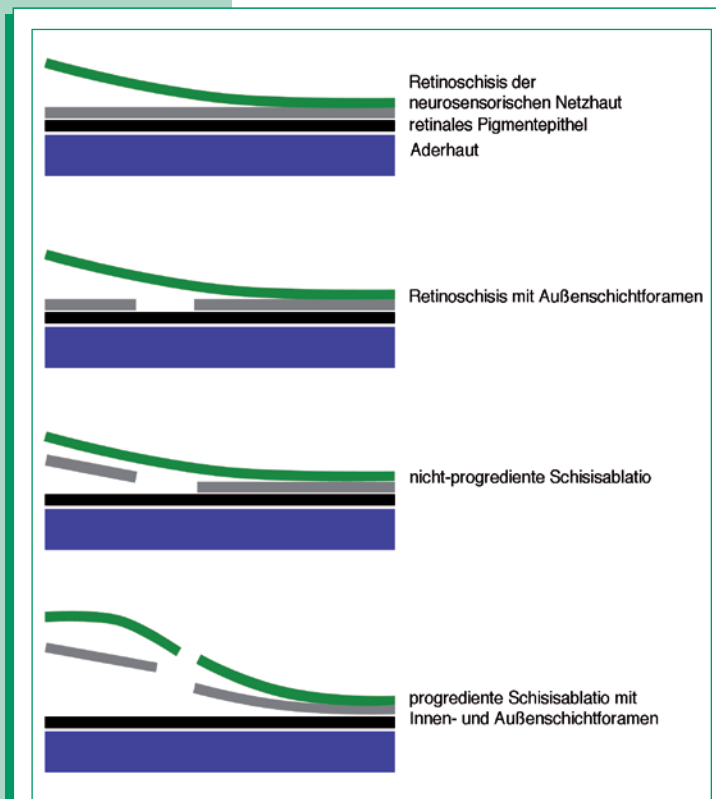 Retinoschisis der
neurosensorischen Netzhaut
retinales Pigmentepithel
Aderhaut
Retinoschisis mit Außenschichtforamen
nicht-progrediente Schisisablatio
progrediente Schisisablatio mit
Innen- und Außenschichtforamen